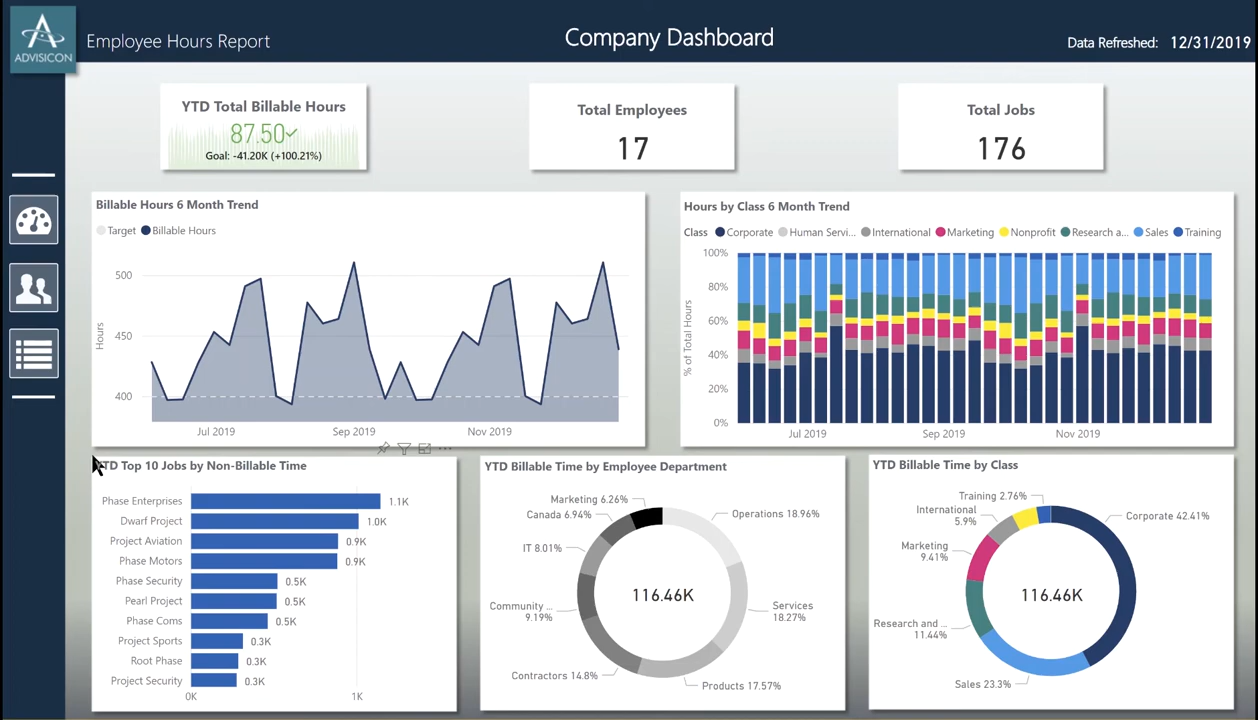 ADVISICON
Employee Hours Report
Company Dashboard
Data Refreshed: 12/31/2019
YTD Total Billable Hours
87.50
Goal: -41.20K (+100.21%)
Total Employees
17
Total Jobs
176
Billable Hours 6 Month Trend
Target Billable Hours
Hours
500
450
400
Jul 2019 Sep 2019 Nov 2019
Hours by Class 6 Month Trend
Class Corporate Human Servi... International Marketing Nonprofit Research a... Sales Training
% of Total Hours
100%
80%
60%
40%
20%
0%
Jul 2019 Sep 2019 Nov 2019
YTD Top 10 Jobs by Non-Billable Time
Phase Enterprises 1.1K
Dwarf Project 1.0K
Project Aviation 0.9K
Phase Motors 0.9K
Phase Security 0.5K
Pearl Project 0.5K
Phase Coms 0.5K
Project Sports 0.3K
Root Phase 0.3K
Project Security 0.3K
0K 1K
YTD Billable Time by Employee Department
Marketing 6.26%
Canada 6.94%
Operations 18.96%
IT 8.01%
116.46K
Community ...
9.19%
Services
18.27%
Contractors 14.8%
Products 17.57%
YTD Billable Time by Class
Training 2.76%
International
5.9%
Corporate 42.41%
Marketing
9.41%
116.46K
Research and ...
11.44%
Sales 23.3%